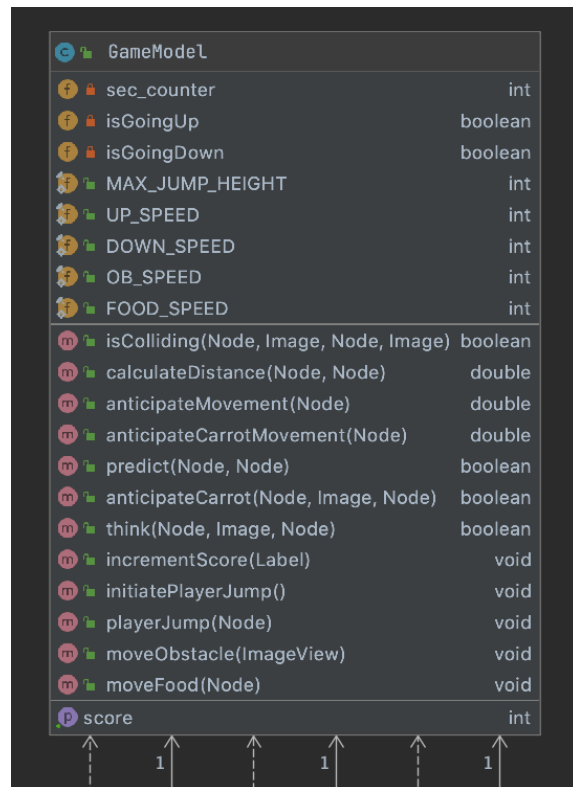 GameModel
sec_counter int
isGoingUp boolean
isGoingDown boolean
MAX_JUMP_HEIGHT int
UP_SPEED int
DOWN_SPEED int
OB_SPEED int
FOOD_SPEED int
isColliding(Node, Image, Node, Image) boolean
calculateDistance(Node, Node) double
anticipateMovement(Node) double
anticipateCarrotMovement(Node) double
predict(Node, Node) boolean
anticipateCarrot(Node, Image, Node) boolean
think(Node, Image, Node) boolean
incrementScore(Label) void
initiatePlayerJump() void
playerJump(Node) void
moveObstacle(ImageView) void
moveFood(Node) void
score int
1 1 1